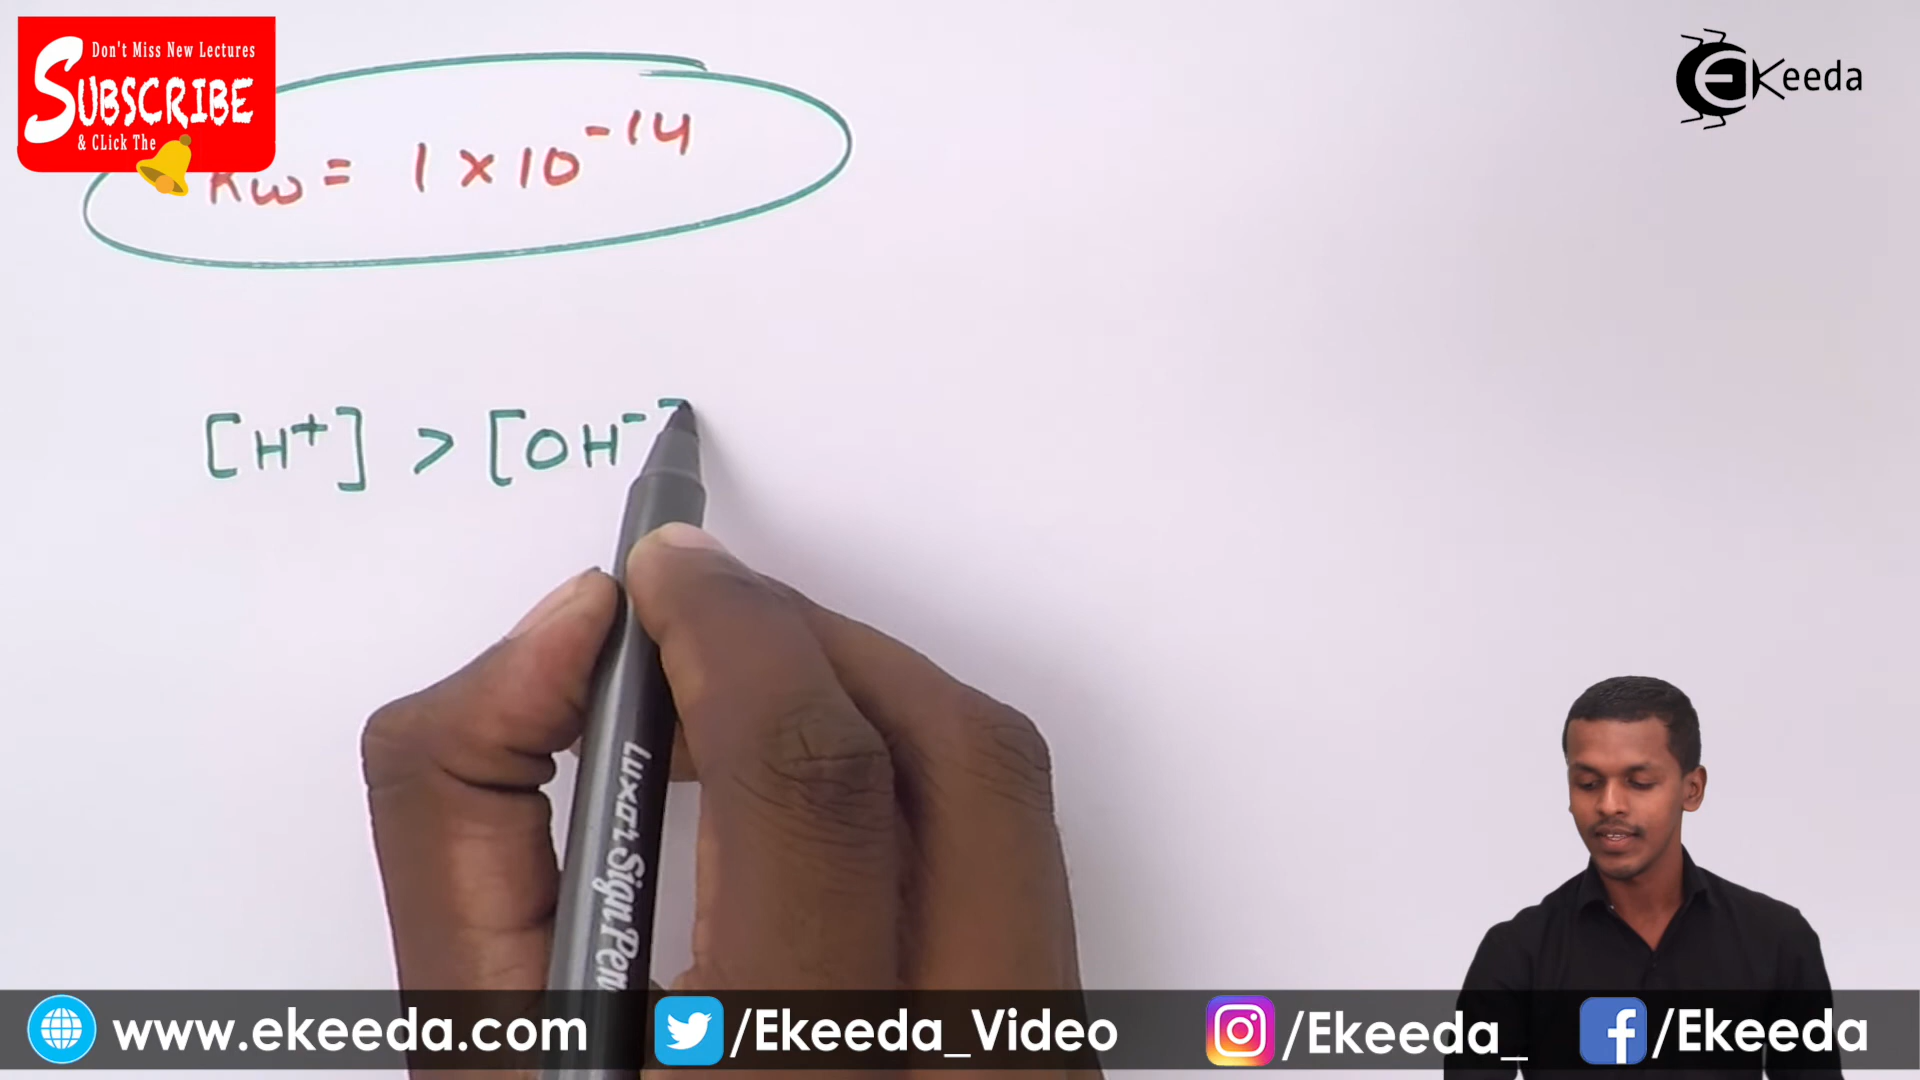 Don't Miss New Lectures
SUBSCRIBE
& CLick The
Keeda
Kw = 1 × 10⁻¹⁴
[H⁺] > [OH⁻]
Luxor Sign Pen
www.ekeeda.com
/Ekeeda_Video
/Ekeeda_
/Ekeeda